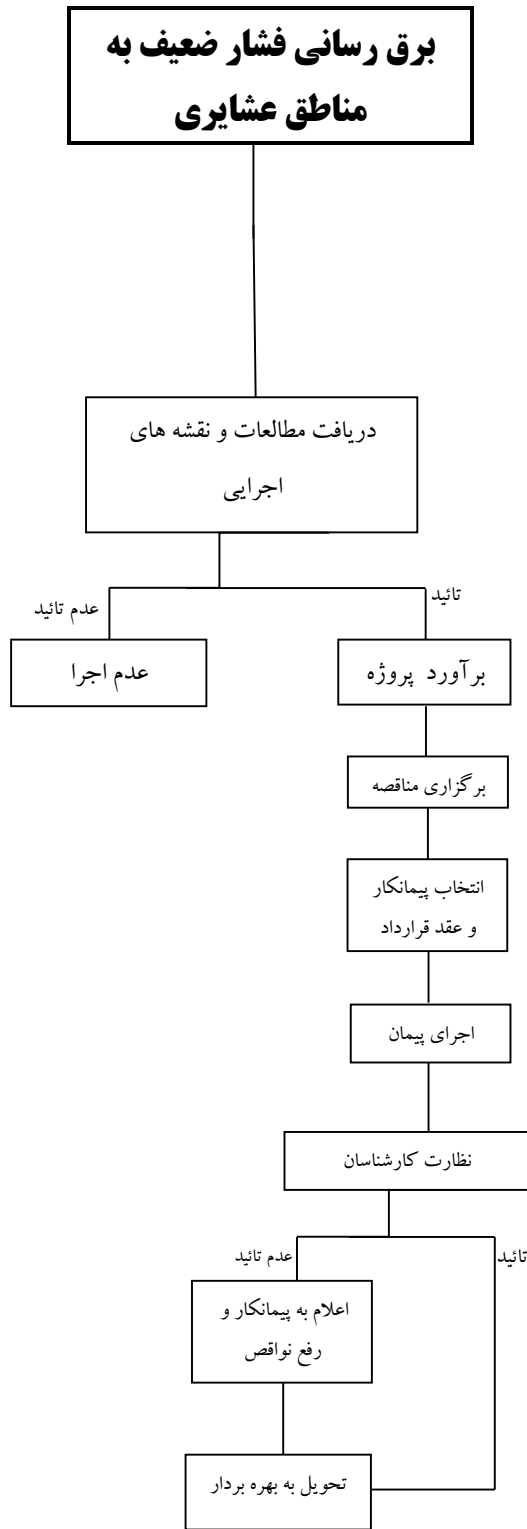 برق رسانی فشار ضعیف به
مناطق عشایری
دریافت مطالعات و نقشه های
اجرایی
تائید
عدم تائید
برآورد پروژه
عدم اجرا
برگزاری مناقصه
انتخاب پیمانکار
و عقد قرارداد
اجرای پیمان
نظارت کارشناسان
تائید
عدم تائید
اعلام به پیمانکار و
رفع نواقص
تحویل به بهره بردار